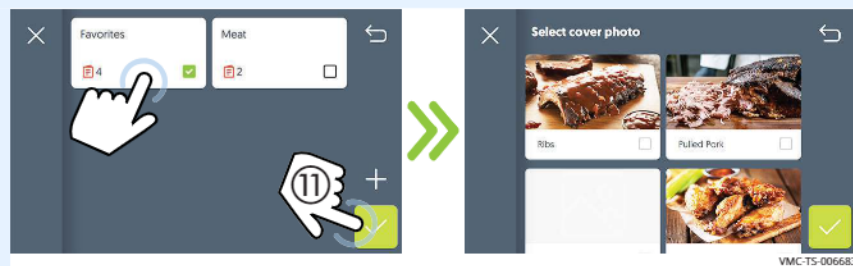 Favorites
4
Meat
2
11
Select cover photo
Ribs
Pulled Pork
VMC-TS-00668